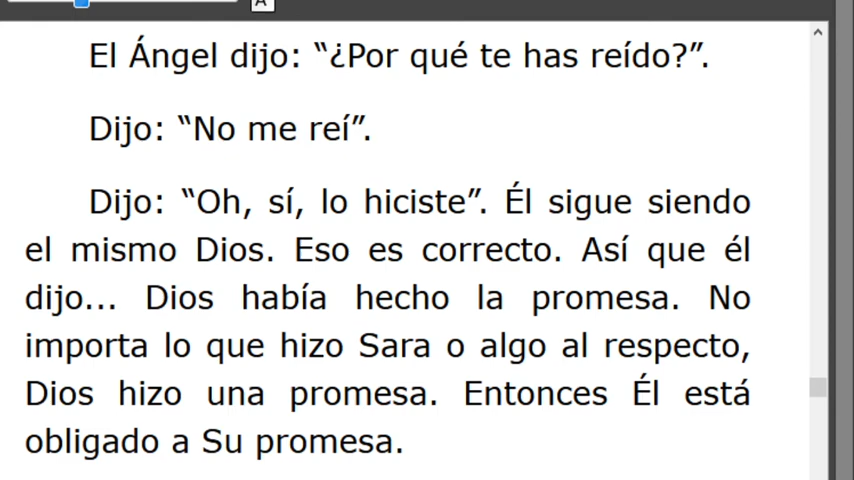 A
El Ángel dijo: “¿Por qué te has reído?”.
Dijo: “No me reí”.
Dijo: “Oh, sí, lo hiciste”. Él sigue siendo
el mismo Dios. Eso es correcto. Así que él
dijo... Dios había hecho la promesa. No
importa lo que hizo Sara o algo al respecto,
Dios hizo una promesa. Entonces Él está
obligado a Su promesa.